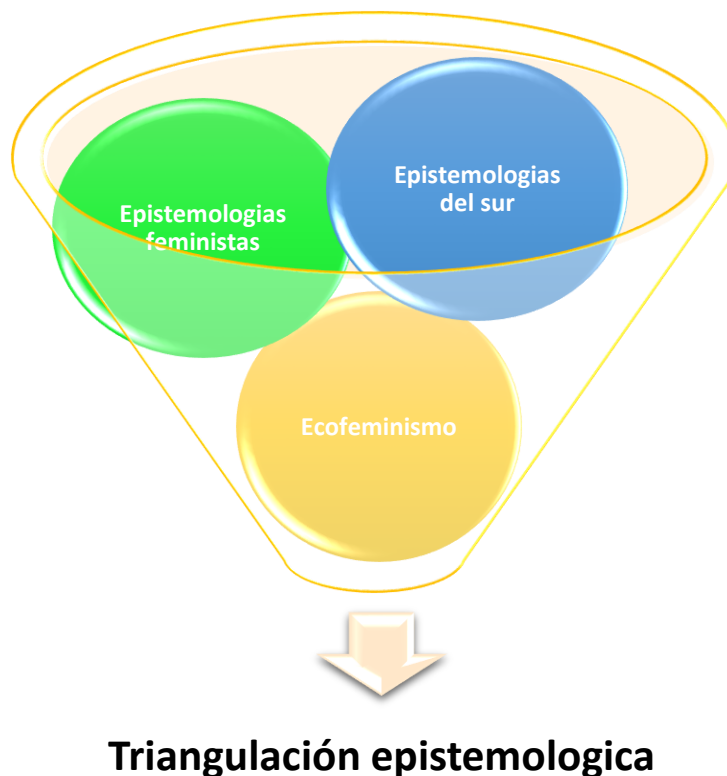 Epistemologias
feministas
Epistemologias
del sur
Ecofeminismo
Triangulación epistemologica